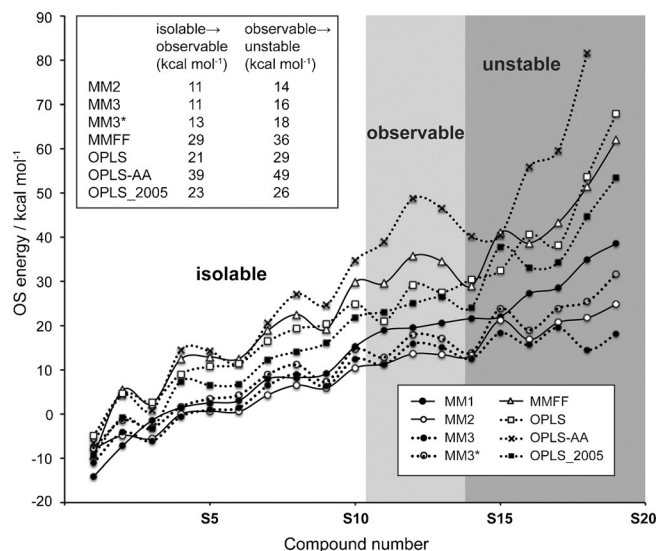 90
80
70
60
50
40
30
20
10
0
-10
-20
OS energy / kcal mol-1
isolable→ observable→
observable unstable
(kcal mol-1) (kcal mol-1)
MM2 11 14
MM3 11 16
MM3* 13 18
MMFF 29 36
OPLS 21 29
OPLS-AA 39 49
OPLS_2005 23 26
isolable
observable
unstable
MM1 MMFF
MM2 OPLS
MM3 OPLS-AA
MM3* OPLS_2005
S5 S10 S15 S20
Compound number